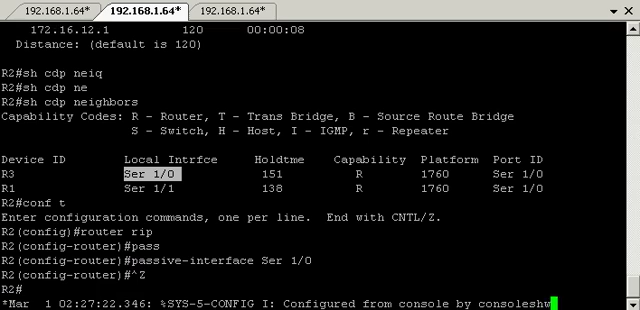 192.168.1.64* 192.168.1.64* 192.168.1.64*
172.16.12.1 120 00:00:08
Distance: (default is 120)
R2#sh cdp neiq
R2#sh cdp ne
R2#sh cdp neighbors
Capability Codes: R - Router, T - Trans Bridge, B - Source Route Bridge
S - Switch, H - Host, I - IGMP, r - Repeater
Device ID Local Intrfce Holdtme Capability Platform Port ID
R3 Ser 1/0 151 R 1760 Ser 1/0
R1 Ser 1/1 138 R 1760 Ser 1/0
R2#conf t
Enter configuration commands, one per line. End with CNTL/Z.
R2(config)#router rip
R2(config-router)#pass
R2(config-router)#passive-interface Ser 1/0
R2(config-router)#^Z
R2#
*Mar 1 02:27:22.346: %SYS-5-CONFIG I: Configured from console by consoleshw